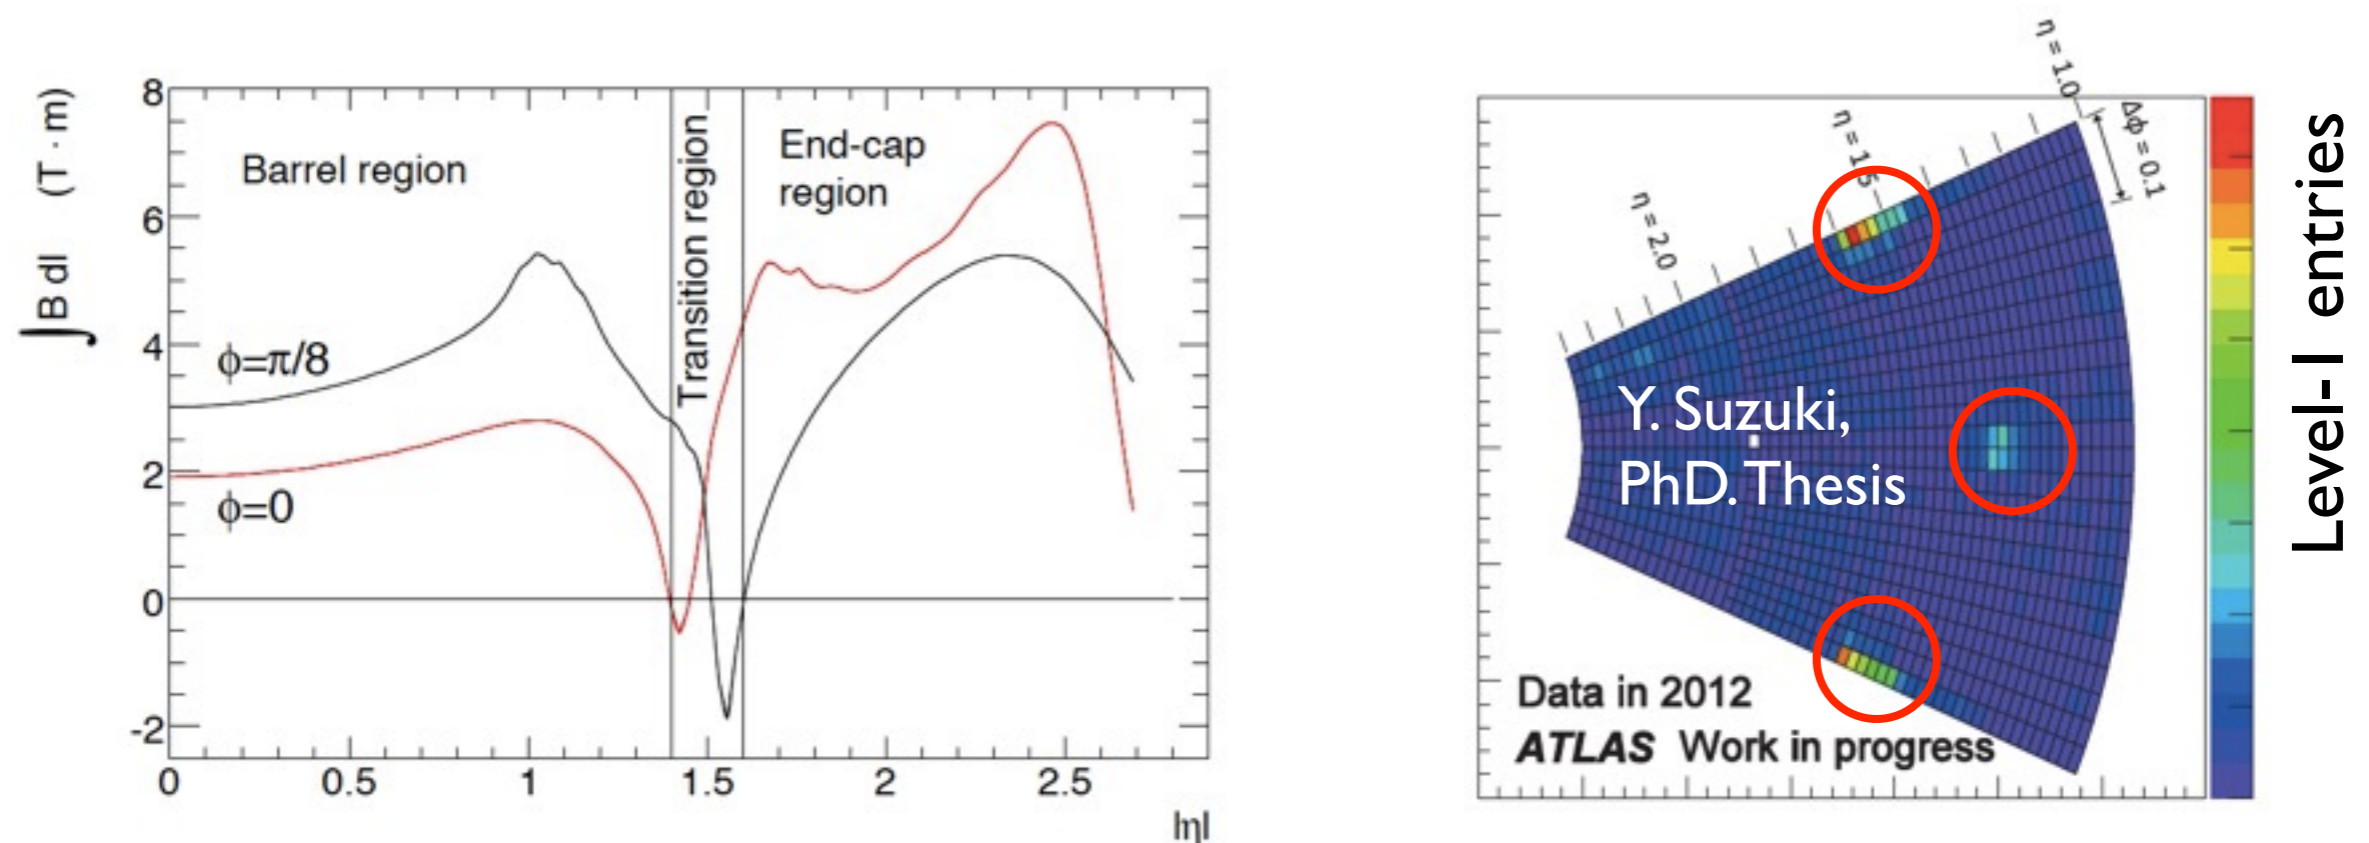 ∫B dl (T · m)
8
6
4
2
0
-2
0 0.5 1 1.5 2 2.5
|η|
Barrel region
Transition region
End-cap
region
ϕ=π/8
ϕ=0
η = 1.0
Δϕ = 0.1
η = 1.5
η = 2.0
Y. Suzuki,
PhD. Thesis
Data in 2012
ATLAS Work in progress
Level-1 entries